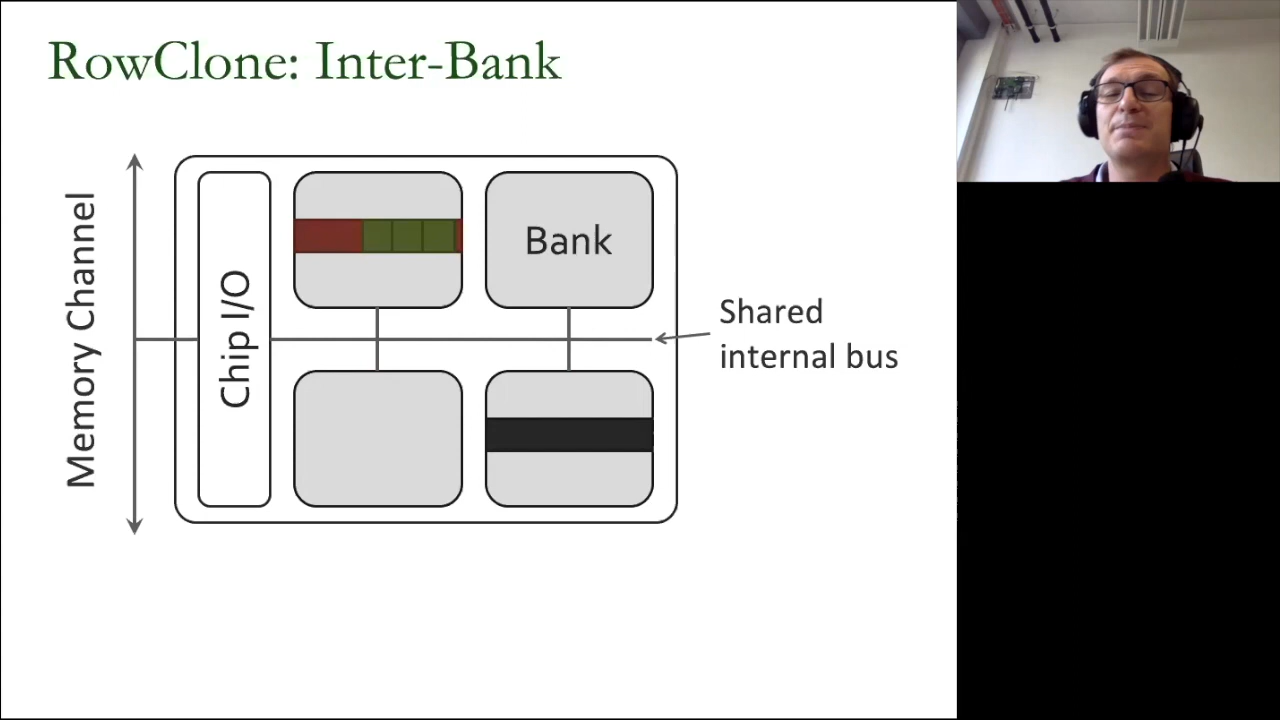 RowClone: Inter-Bank
Memory Channel
Chip I/O
Bank
Shared
internal bus